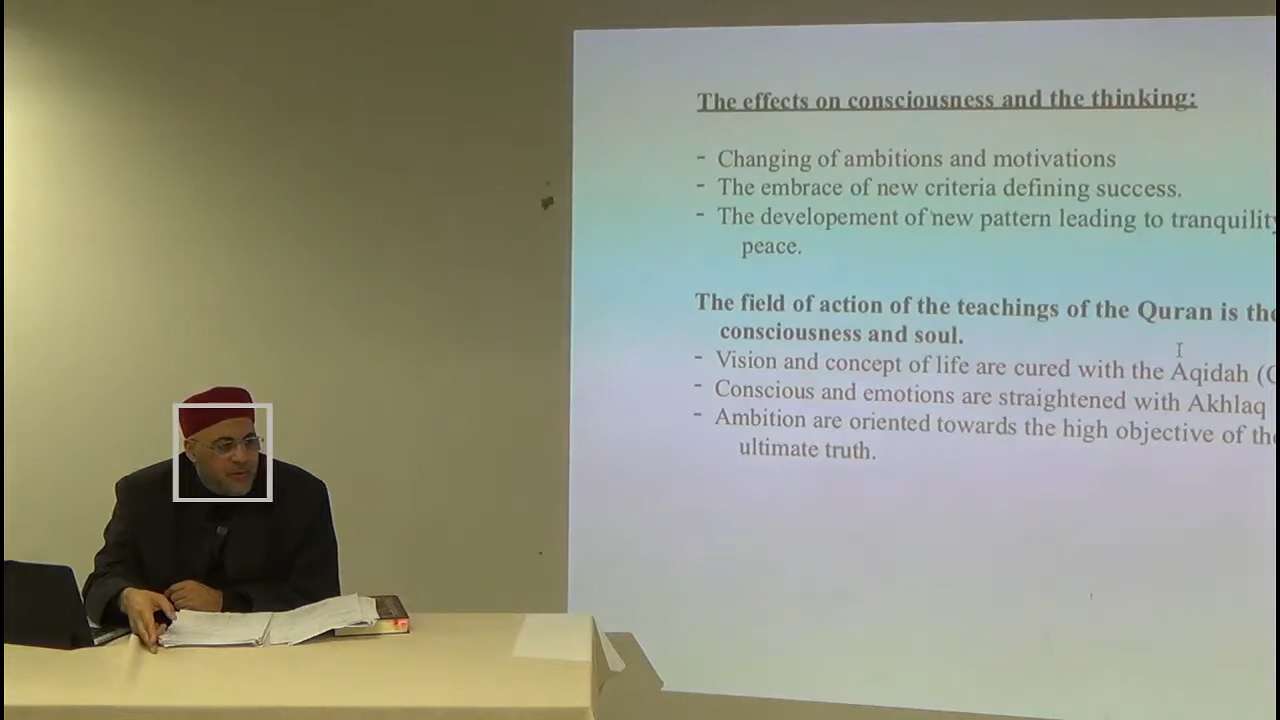 The effects on consciousness and the thinking:
- Changing of ambitions and motivations
- The embrace of new criteria defining success.
- The developement of new pattern leading to tranquility
peace.
The field of action of the teachings of the Quran is the
consciousness and soul.
- Vision and concept of life are cured with the Aqidah (
- Conscious and emotions are straightened with Akhlaq
- Ambition are oriented towards the high objective of the
ultimate truth.